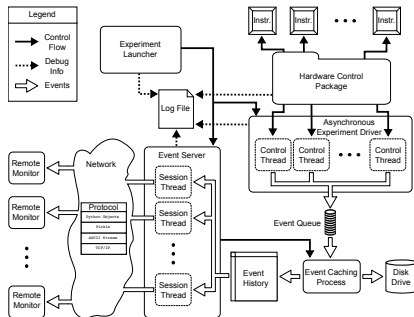 Legend
Control
Flow
Debug
Info
Events
Experiment
Launcher
Log File
Instr.
Instr.
Instr.
Hardware Control
Package
Asynchronous
Experiment Driver
Control
Thread
Control
Thread
Control
Thread
Event Queue
Event Caching
Process
Disk
Drive
Event
History
Event Server
Session
Thread
Session
Thread
Session
Thread
Network
Protocol
Python Objects
Pickle
ASCII Stream
TCP/IP
Remote
Monitor
Remote
Monitor
Remote
Monitor